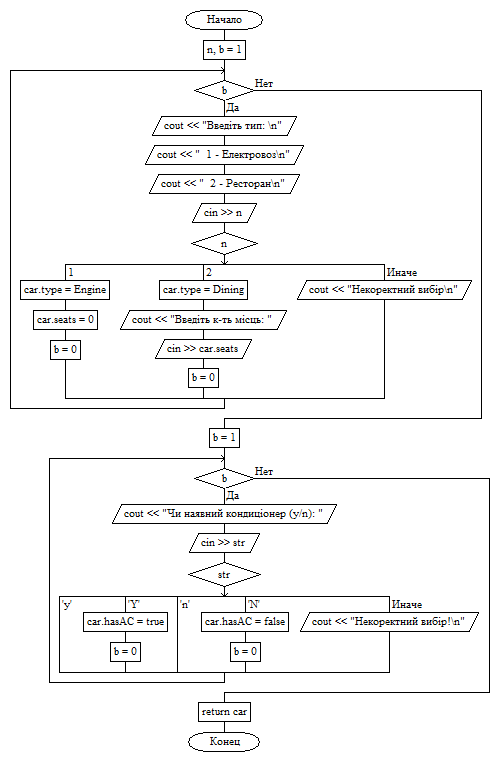 Начало
n, b = 1
b
Нет
Да
cout << "Введіть тип: \n"
cout << "  1 - Електровоз\n"
cout << "  2 - Ресторан\n"
cin >> n
n
1
2
Иначе
car.type = Engine
car.type = Dining
cout << "Некоректний вибір\n"
car.seats = 0
cout << "Введіть к-ть місць: "
b = 0
cin >> car.seats
b = 0
b = 1
b
Нет
Да
cout << "Чи наявний кондиціонер (y/n): "
cin >> str
str
'y'
'Y'
'n'
'N'
Иначе
car.hasAC = true
car.hasAC = false
cout << "Некоректний вибір!\n"
b = 0
b = 0
return car
Конец